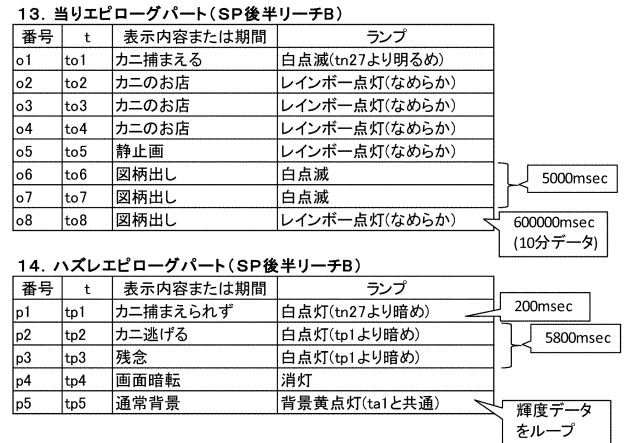 13．当りエピローグパート（SP後半リーチB）
番号 t 表示内容または期間 ランプ
o1 to1 カニ捕まえる 白点滅(tn27より明るめ)
o2 to2 カニのお店 レインボー点灯(なめらか)
o3 to3 カニのお店 レインボー点灯(なめらか)
o4 to4 カニのお店 レインボー点灯(なめらか)
o5 to5 静止画 レインボー点灯(なめらか)
o6 to6 図柄出し 白点滅
5000msec
o7 to7 図柄出し 白点滅
o8 to8 図柄出し レインボー点灯(なめらか)
600000msec
(10分データ)
14．ハズレエピローグパート（SP後半リーチB）
番号 t 表示内容または期間 ランプ
p1 tp1 カニ捕まえられず 白点灯(tn27より暗め)
200msec
p2 tp2 カニ逃げる 白点灯(tp1より暗め)
5800msec
p3 tp3 残念 白点灯(tp1より暗め)
p4 tp4 画面暗転 消灯
p5 tp5 通常背景 背景黄点灯(ta1と共通)
輝度データ
をループ